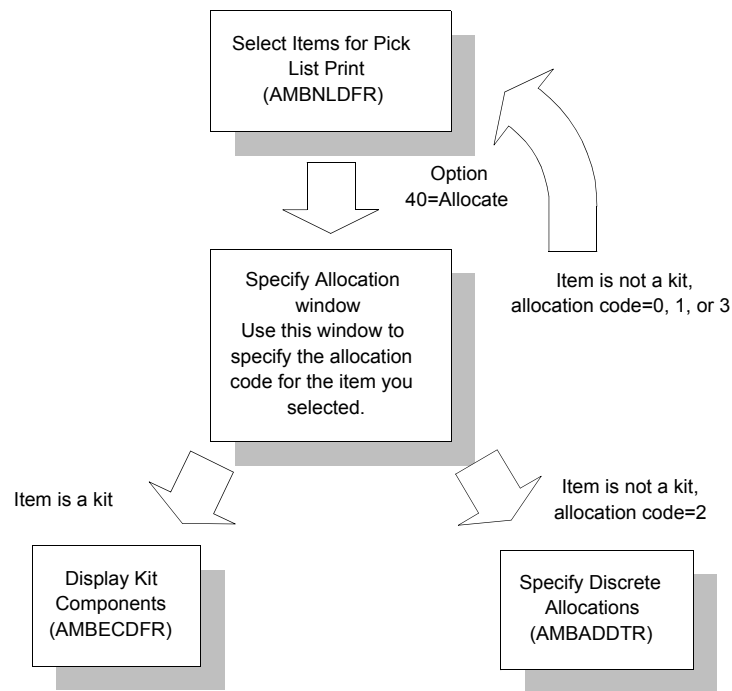 Select Items for Pick
List Print
(AMBNLDFR)
Option
40=Allocate
Specify Allocation
window
Use this window to
specify the allocation
code for the item you
selected.
Item is not a kit,
allocation code=0, 1, or 3
Item is a kit
Item is not a kit,
allocation code=2
Display Kit
Components
(AMBECDFR)
Specify Discrete
Allocations
(AMBADDTR)